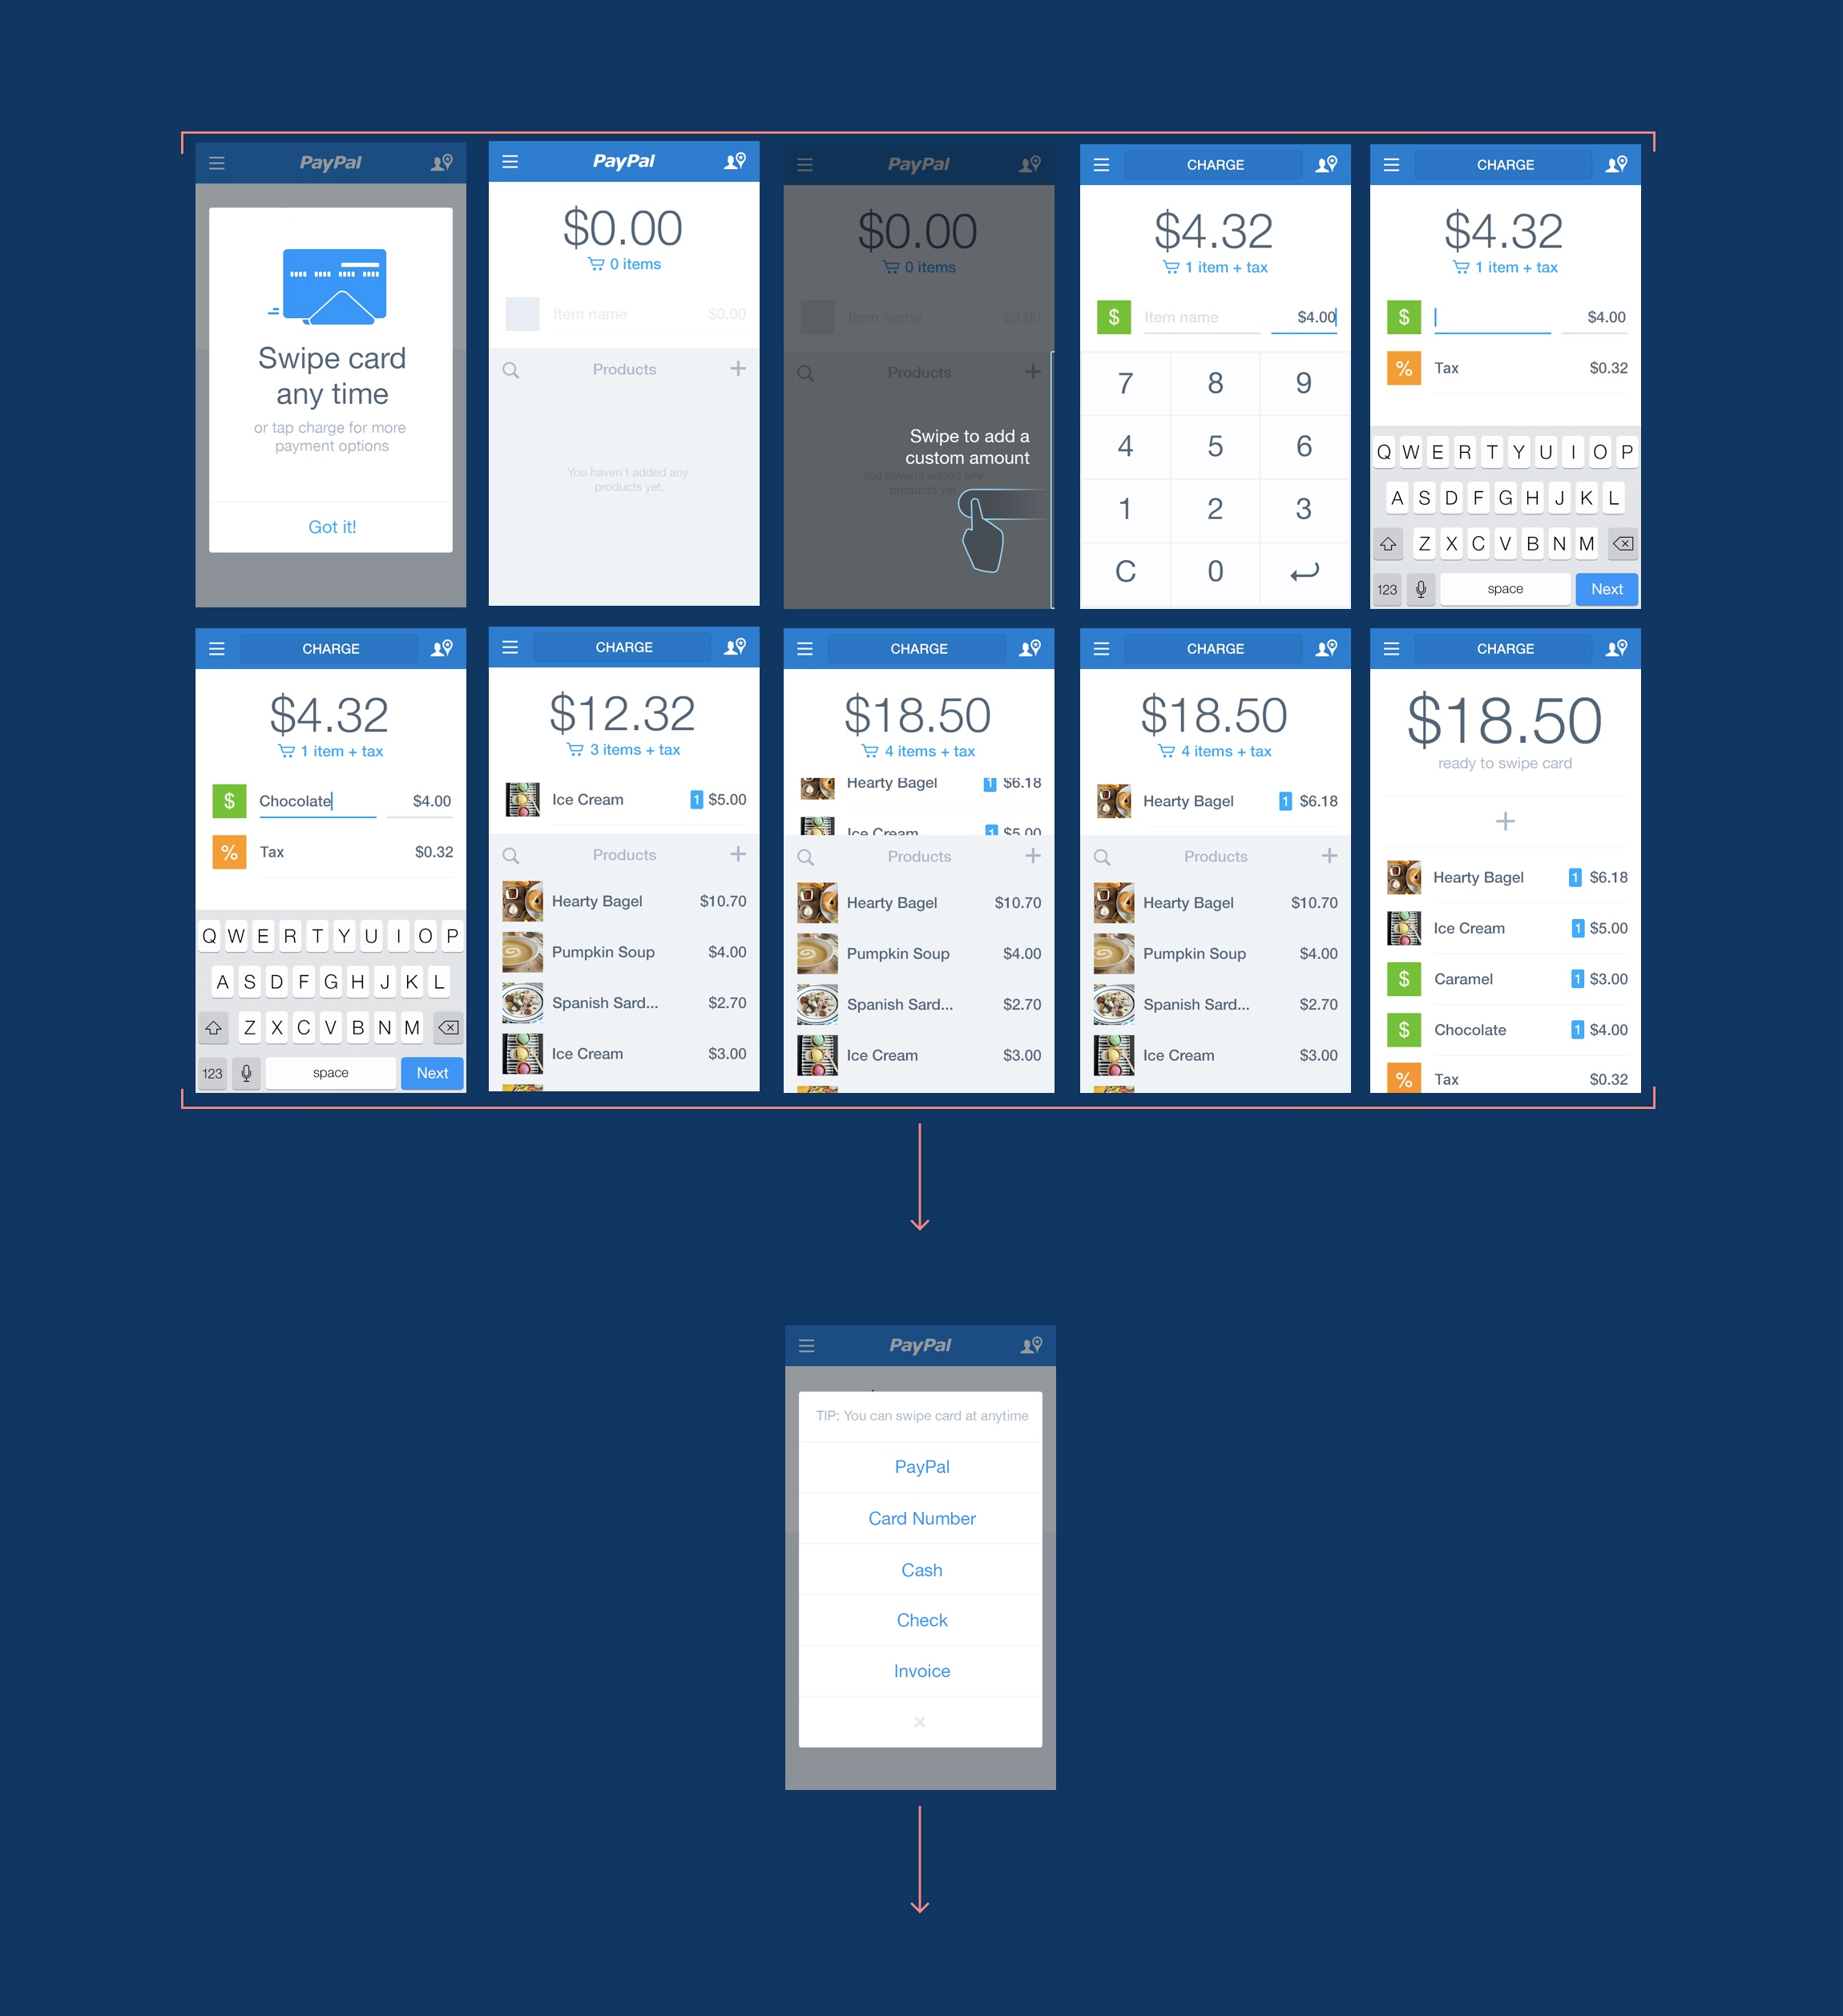 PayPal
Swipe card
any time
or tap charge for more
payment options
Got it!
PayPal
$0.00
0 items
Item name $0.00
Products
You haven't added any
products yet.
PayPal
$0.00
0 items
Item name $0.00
Products
Swipe to add a
custom amount
You haven't added any
products yet.
CHARGE
$4.32
1 item + tax
$ Item name $4.00
7 8 9
4 5 6
1 2 3
C 0
CHARGE
$4.32
1 item + tax
$ $4.00
% Tax $0.32
Q W E R T Y U I O P
A S D F G H J K L
Z X C V B N M
123 space Next
CHARGE
$4.32
1 item + tax
$ Chocolate $4.00
% Tax $0.32
Q W E R T Y U I O P
A S D F G H J K L
Z X C V B N M
123 space Next
CHARGE
$12.32
3 items + tax
Ice Cream 1 $5.00
Products
Hearty Bagel $10.70
Pumpkin Soup $4.00
Spanish Sard... $2.70
Ice Cream $3.00
CHARGE
$18.50
4 items + tax
Hearty Bagel 1 $6.18
Ice Cream 1 $5.00
Products
Hearty Bagel $10.70
Pumpkin Soup $4.00
Spanish Sard... $2.70
Ice Cream $3.00
CHARGE
$18.50
4 items + tax
Hearty Bagel 1 $6.18
Products
Hearty Bagel $10.70
Pumpkin Soup $4.00
Spanish Sard... $2.70
Ice Cream $3.00
CHARGE
$18.50
ready to swipe card
Hearty Bagel 1 $6.18
Ice Cream 1 $5.00
$ Caramel 1 $3.00
$ Chocolate 1 $4.00
% Tax $0.32
PayPal
TIP: You can swipe card at anytime
PayPal
Card Number
Cash
Check
Invoice